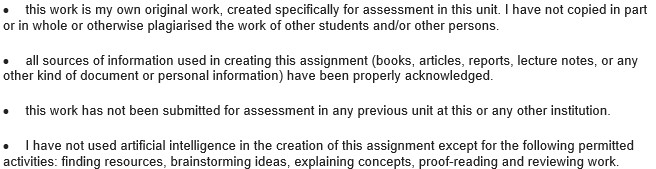 • this work is my own original work, created specifically for assessment in this unit. I have not copied in part
or in whole or otherwise plagiarised the work of other students and/or other persons.
• all sources of information used in creating this assignment (books, articles, reports, lecture notes, or any
other kind of document or personal information) have been properly acknowledged.
• this work has not been submitted for assessment in any previous unit at this or any other institution.
• I have not used artificial intelligence in the creation of this assignment except for the following permitted
activities: finding resources, brainstorming ideas, explaining concepts, proof-reading and reviewing work.